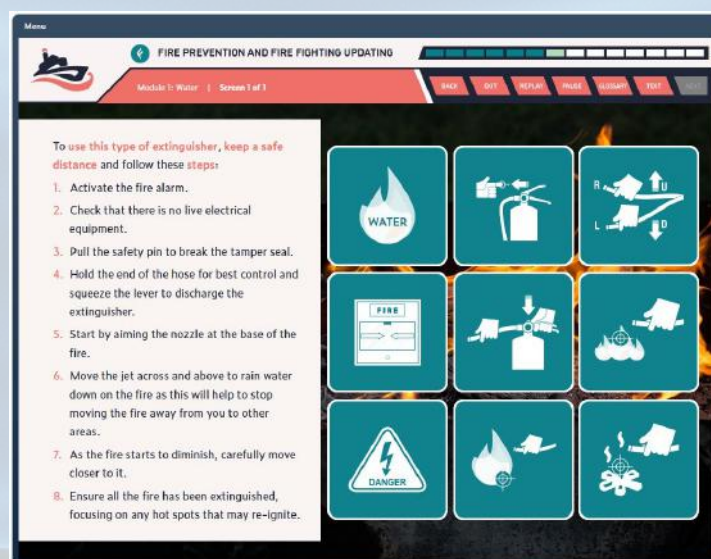 Menu
FIRE PREVENTION AND FIRE FIGHTING UPDATING
Module 1: Water | Screen 1 of 1
BACK EXIT REPLAY PAUSE GLOSSARY TEXT NEXT
To use this type of extinguisher, keep a safe
distance and follow these steps:
1. Activate the fire alarm.
2. Check that there is no live electrical
equipment.
3. Pull the safety pin to break the tamper seal.
4. Hold the end of the hose for best control and
squeeze the lever to discharge the
extinguisher.
5. Start by aiming the nozzle at the base of the
fire.
6. Move the jet across and above to rain water
down on the fire as this will help to stop
moving the fire away from you to other
areas.
7. As the fire starts to diminish, carefully move
closer to it.
8. Ensure all the fire has been extinguished,
focusing on any hot spots that may re-ignite.
WATER
R U
L D
FIRE
DANGER